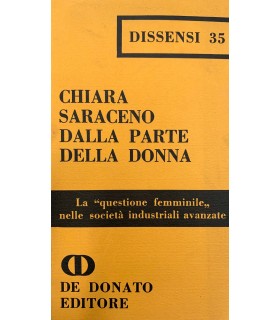 DISSENSI 35
CHIARA
SARACENO
DALLA PARTE
DELLA DONNA
La "questione femminile„
nelle società industriali avanzate
DE DONATO
EDITORE